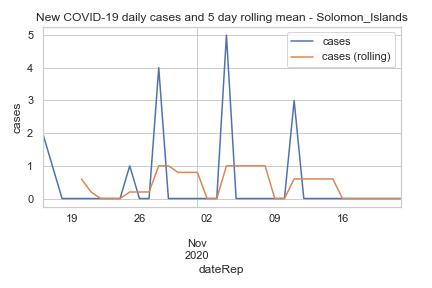 New COVID-19 daily cases and 5 day rolling mean - Solomon_Islands
cases
cases (rolling)
cases
5
4
3
2
1
0
19 26 02 09 16
Nov
2020
dateRep